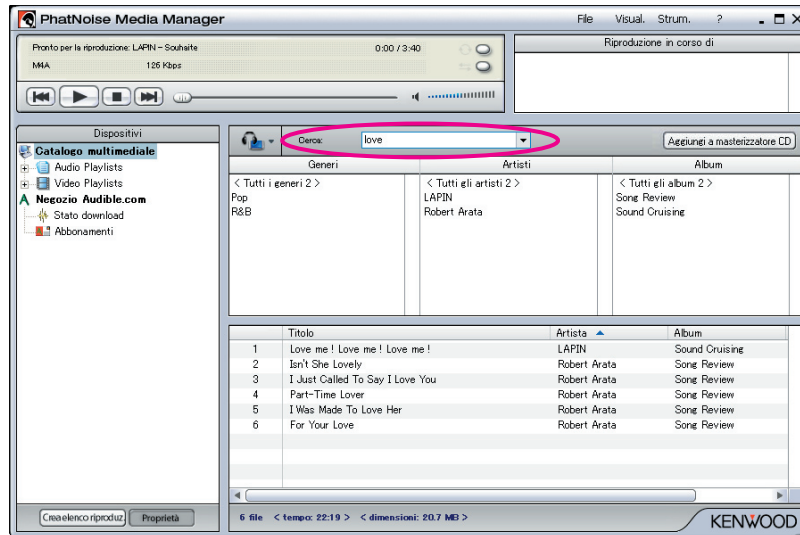 PhatNoise Media Manager
File Visual. Strum. ?
Pronto per la riproduzione: LAPIN – Souhaite 0:00 / 3:40
M4A 126 Kbps
Riproduzione in corso di
Dispositivi
Catalogo multimediale
Audio Playlists
Video Playlists
Negozio Audible.com
Stato download
Abbonamenti
Crea elenco riproduz.
Proprietà
Cerca: love
Aggiungi a masterizzatore CD
Generi Artisti Album
< Tutti i generi 2 > < Tutti gli artisti 2 > < Tutti gli album 2 >
Pop LAPIN Song Review
R&B Robert Arata Sound Cruising
Titolo Artista Album
1 Love me ! Love me ! Love me ! LAPIN Sound Cruising
2 Isn't She Lovely Robert Arata Song Review
3 I Just Called To Say I Love You Robert Arata Song Review
4 Part-Time Lover Robert Arata Song Review
5 I Was Made To Love Her Robert Arata Song Review
6 For Your Love Robert Arata Song Review
6 file < tempo: 22:19 > < dimensioni: 20.7 MB >
KENWOOD